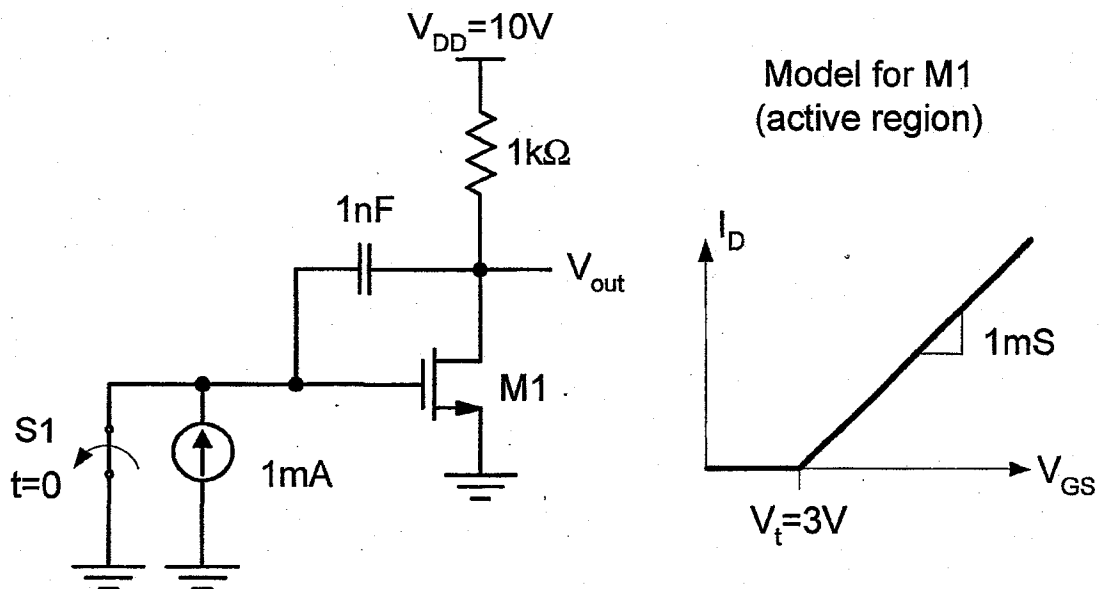 V_DD=10V
Model for M1
(active region)
1kΩ
1nF
V_out
M1
S1
t=0
1mA
I_D
1mS
V_GS
V_t=3V